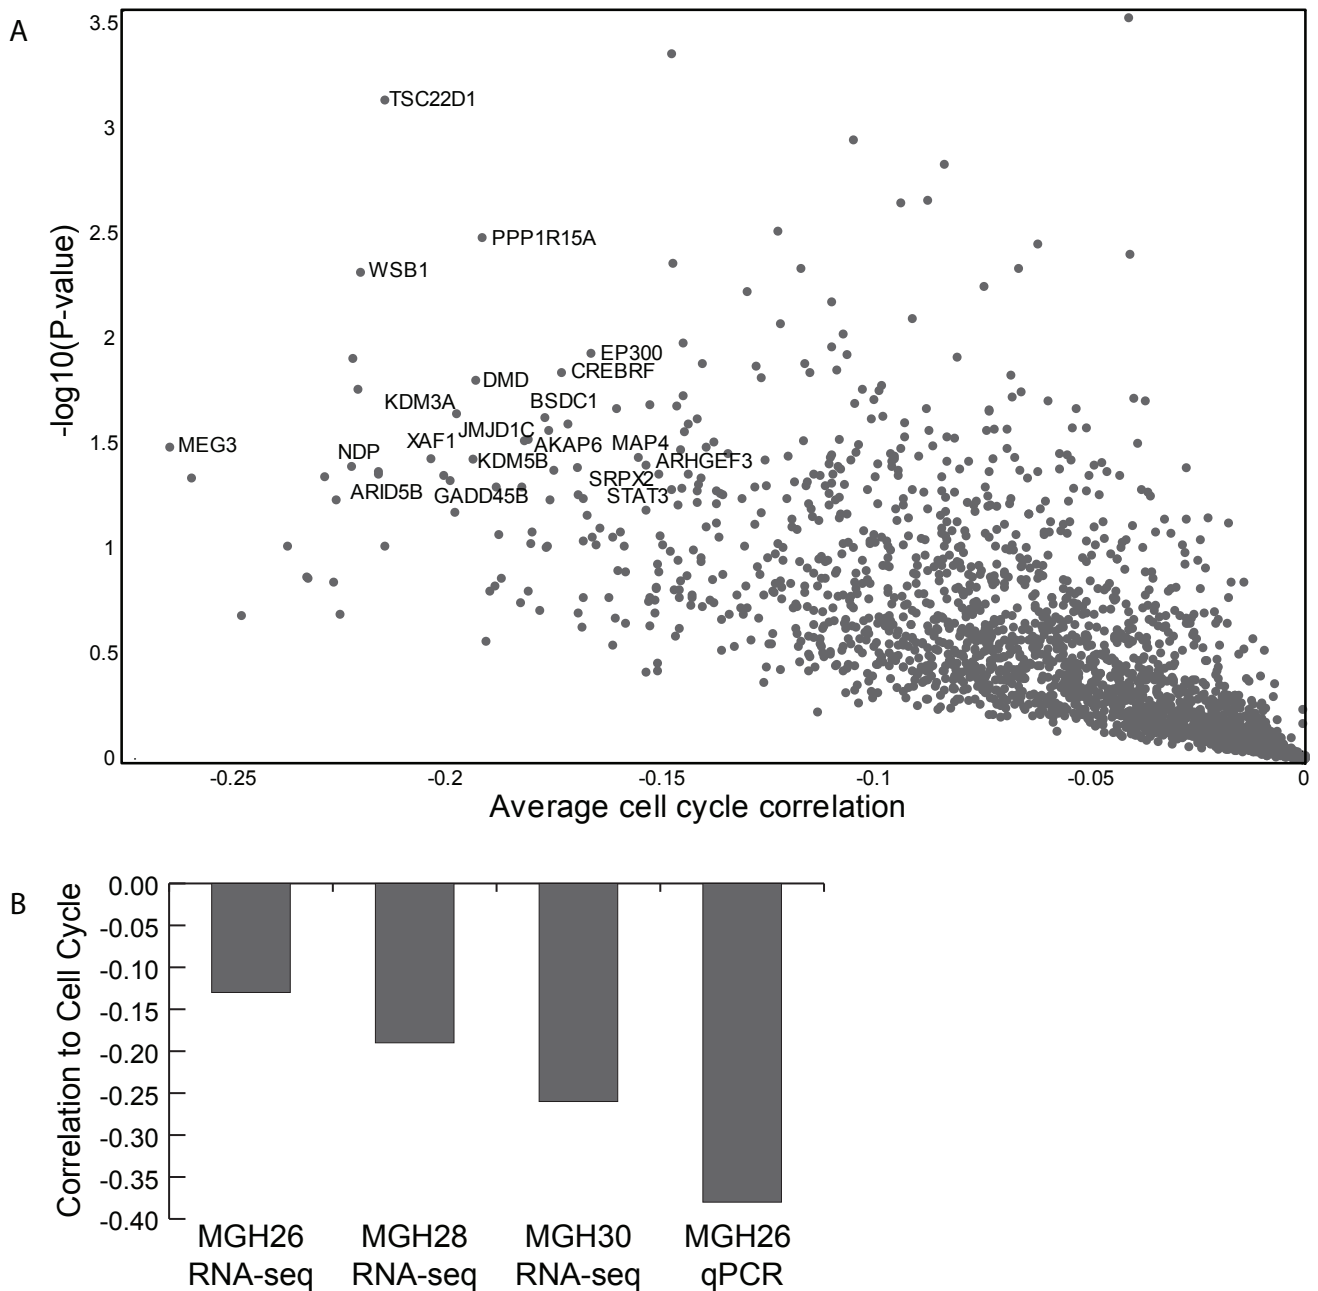 A
3.5
3
2.5
2
1.5
1
0.5
0
-log10(P-value)
TSC22D1
PPP1R15A
WSB1
EP300
CREBRF
DMD
KDM3A
BSDC1
JMJD1C
XAF1
MEG3
NDP
AKAP6
MAP4
KDM5B
ARHGEF3
SRPX2
ARID5B
GADD45B
STAT3
-0.25
-0.2
-0.15
-0.1
-0.05
0
Average cell cycle correlation
B
0.00
-0.05
-0.10
-0.15
-0.20
-0.25
-0.30
-0.35
-0.40
Correlation to Cell Cycle
MGH26
RNA-seq
MGH28
RNA-seq
MGH30
RNA-seq
MGH26
qPCR